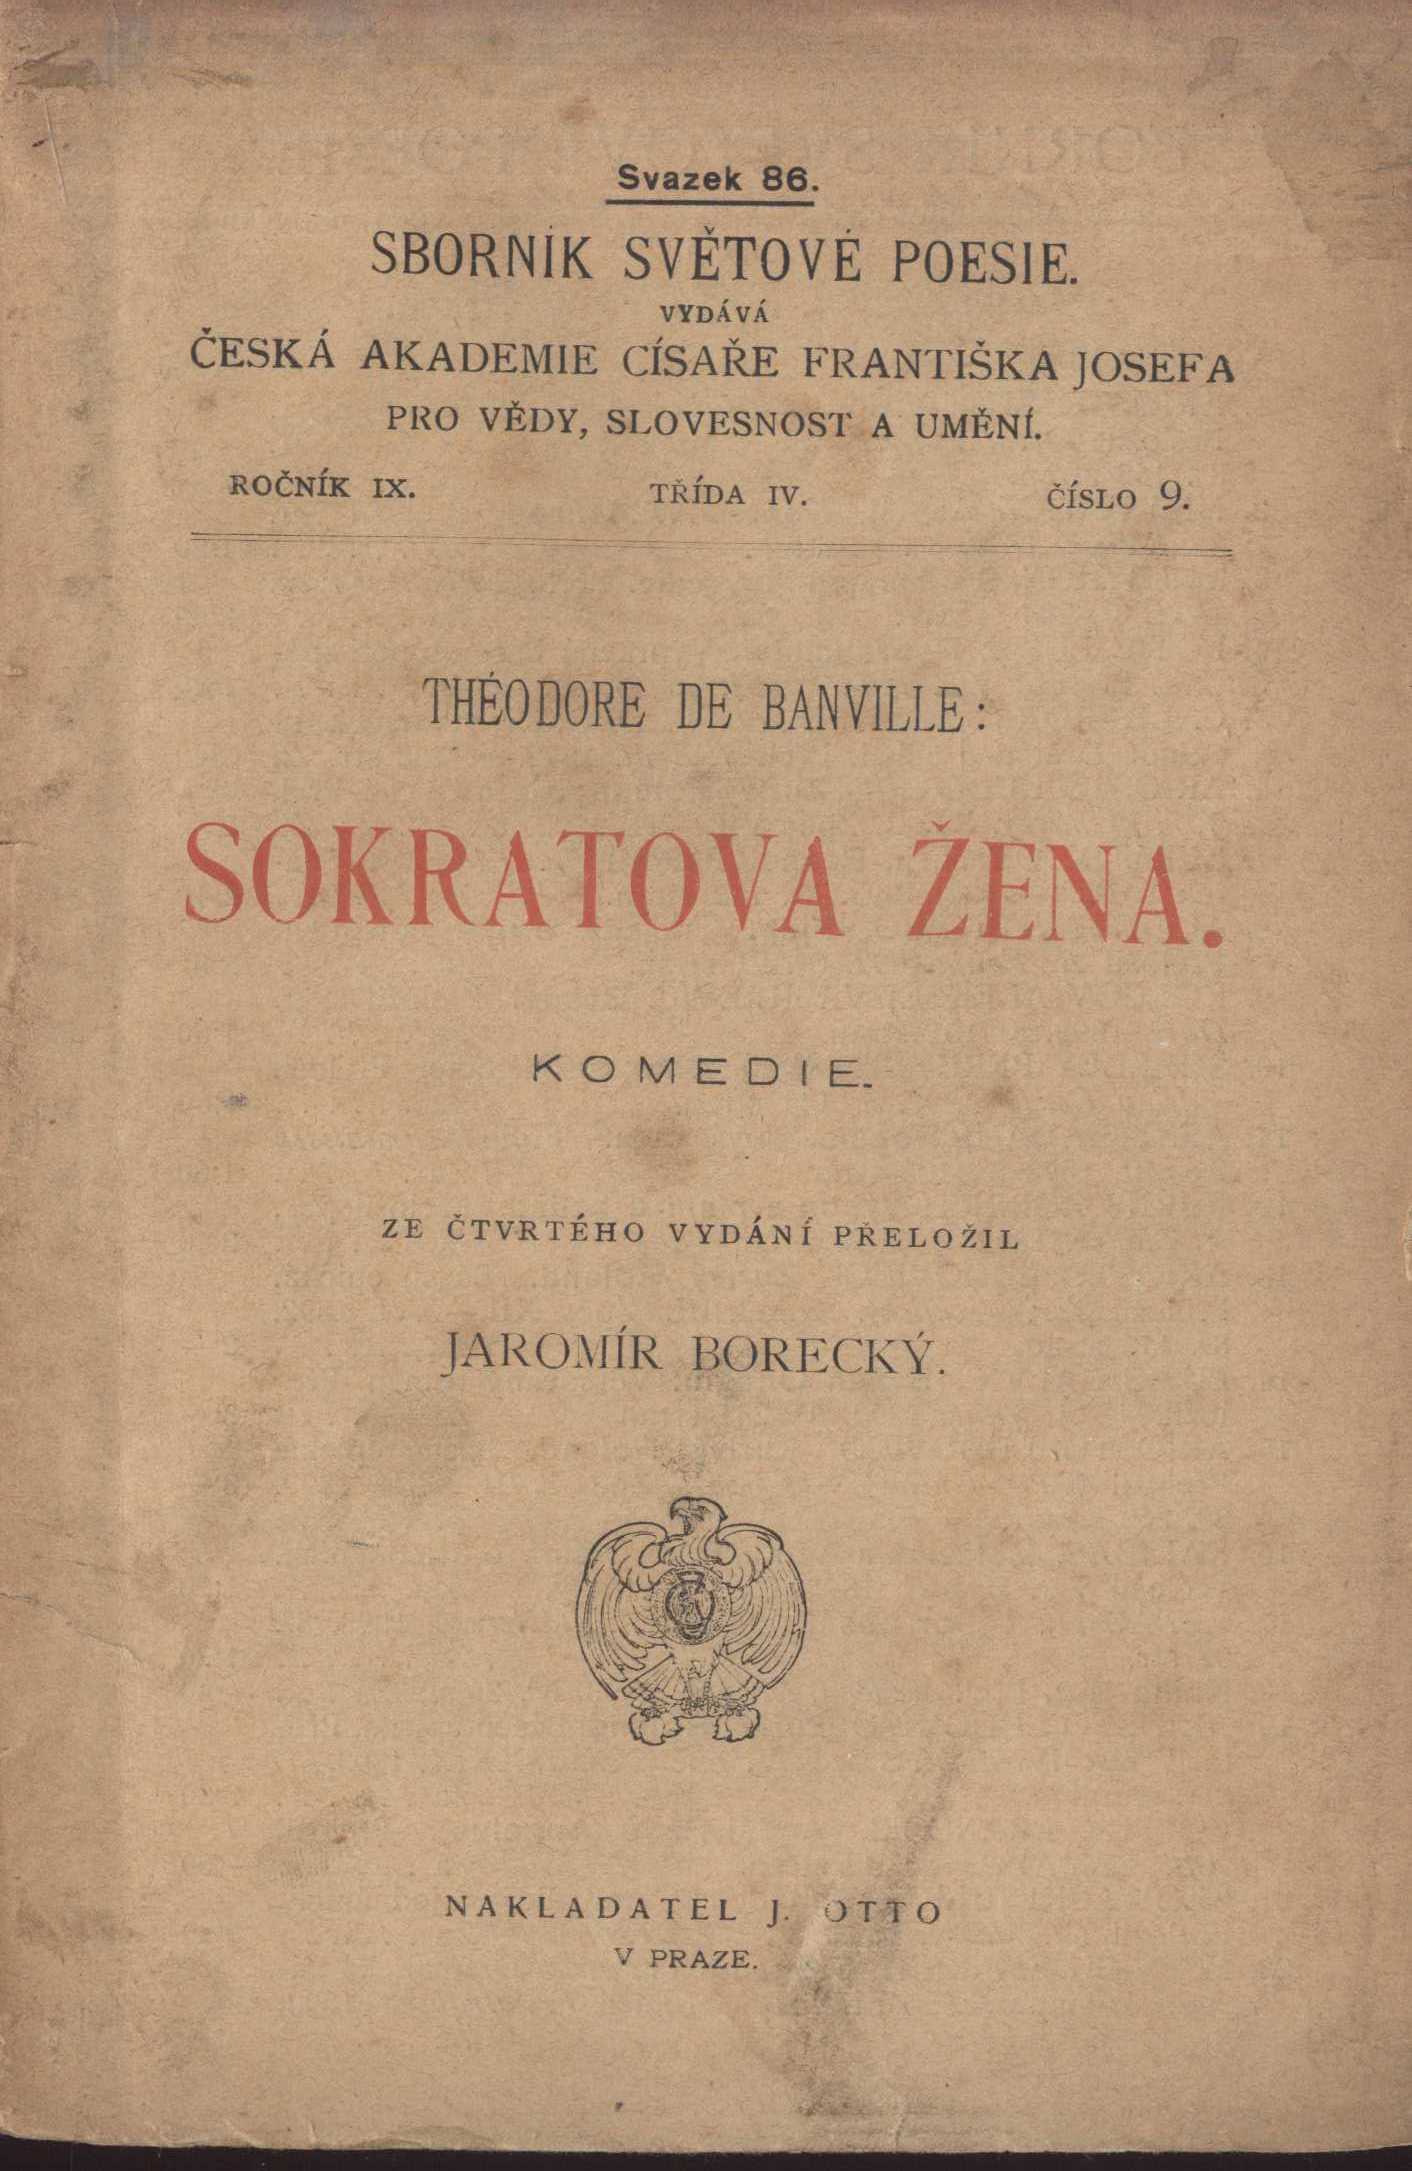 Svazek 86.
SBORNÍK SVĚTOVÉ POESIE.
VYDÁVÁ
ČESKÁ AKADEMIE CÍSAŘE FRANTIŠKA JOSEFA
PRO VĚDY, SLOVESNOST A UMĚNÍ.
ROČNÍK IX. TŘÍDA IV. ČÍSLO 9.
THÉODORE DE BANVILLE:
SOKRATOVA ŽENA.
KOMEDIE.
ZE ČTVRTÉHO VYDÁNÍ PŘELOŽIL
JAROMÍR BORECKÝ.
NAKLADATEL J. OTTO
V PRAZE.